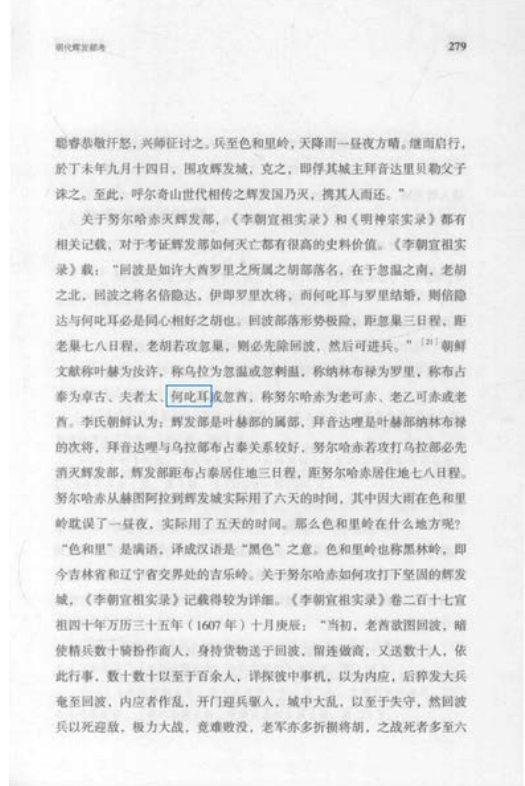 明代辉发部考
279
聪睿恭敬汗怒，兴师征讨之。兵至色和里岭，天降雨一昼夜方晴。继而启行，
於丁未年九月十四日，围攻辉发城，克之，即俘其城主拜音达里贝勒父子
诛之。至此，呼尔奇山世代相传之辉发国乃灭，携其人而还。”
关于努尔哈赤灭辉发部，《李朝宣祖实录》和《明神宗实录》都有
相关记载，对于考证辉发部如何灭亡都有很高的史料价值。《李朝宣祖实
录》载：“回波是如许大酋罗里之所属之胡部落名，在于忽温之南，老胡
之北，回波之将名倍隐达，伊即罗里次将，而何叱耳与罗里结婚，则倍隐
达与何叱耳必是同心相好之胡也。回波部落形势极险，距忽巢三日程，距
老巢七八日程，老胡若攻忽巢，则必先除回波，然后可进兵。”[21]朝鲜
文献称叶赫为汝许，称乌拉为忽温或忽剌温，称纳林布禄为罗里，称布占
泰为卓古、夫者太、何叱耳或忽酋，称努尔哈赤为老可赤、老乙可赤或老
酋。李氏朝鲜认为：辉发部是叶赫部的属部，拜音达哩是叶赫部纳林布禄
的次将，拜音达哩与乌拉部布占泰关系较好，努尔哈赤若攻打乌拉部必先
消灭辉发部，辉发部距布占泰居住地三日程，距努尔哈赤居住地七八日程。
努尔哈赤从赫图阿拉到辉发城实际用了六天的时间，其中因大雨在色和里
岭耽误了一昼夜，实际用了五天的时间。那么色和里岭在什么地方呢？
“色和里”是满语，译成汉语是“黑色”之意。色和里岭也称黑林岭，即
今吉林省和辽宁省交界处的吉乐岭。关于努尔哈赤如何攻打下坚固的辉发
城，《李朝宣祖实录》记载得较为详细。《李朝宣祖实录》卷二百十七宣
祖四十年万历三十五年（1607年）十月庚辰：“当初，老酋欲图回波，暗
使精兵数十骑扮作商人，身持货物送于回波，留连做商，又送数十人，依
此行事，数十数十以至于百余人，详探彼中事机，以为内应，后猝发大兵
奄至回波，内应者作乱，开门迎兵驱入，城中大乱，以至于失守，然回波
兵以死迎敌，极力大战，竟难败没，老军亦多折损将胡，之战死者多至六